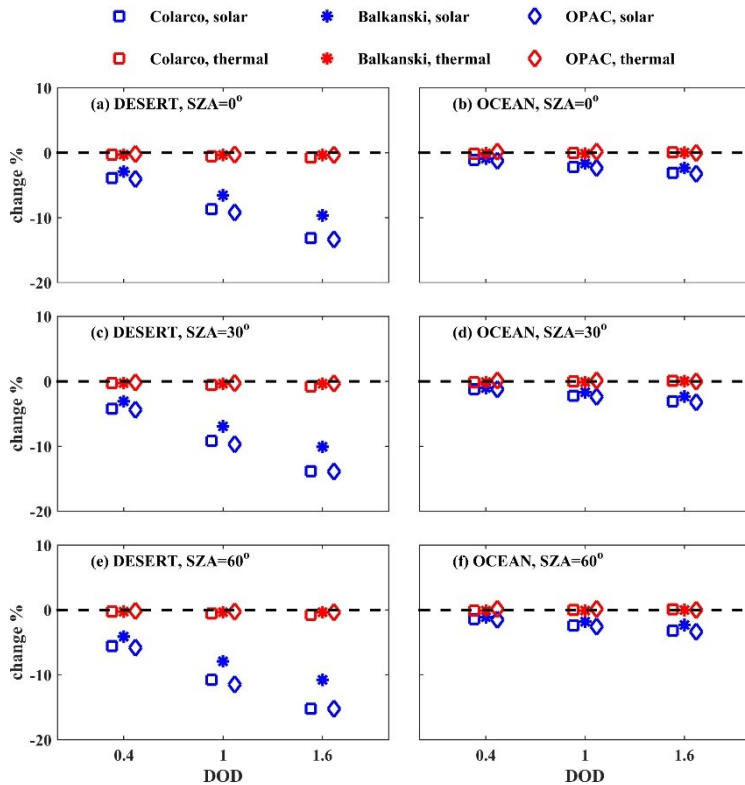 Colarco, solar Balkanski, solar OPAC, solar
Colarco, thermal Balkanski, thermal OPAC, thermal
(a) DESERT, SZA=0° (b) OCEAN, SZA=0°
10
0
-10
-20
change %
(c) DESERT, SZA=30° (d) OCEAN, SZA=30°
10
0
-10
-20
change %
(e) DESERT, SZA=60° (f) OCEAN, SZA=60°
10
0
-10
-20
change %
0.4 1 1.6 0.4 1 1.6
DOD DOD